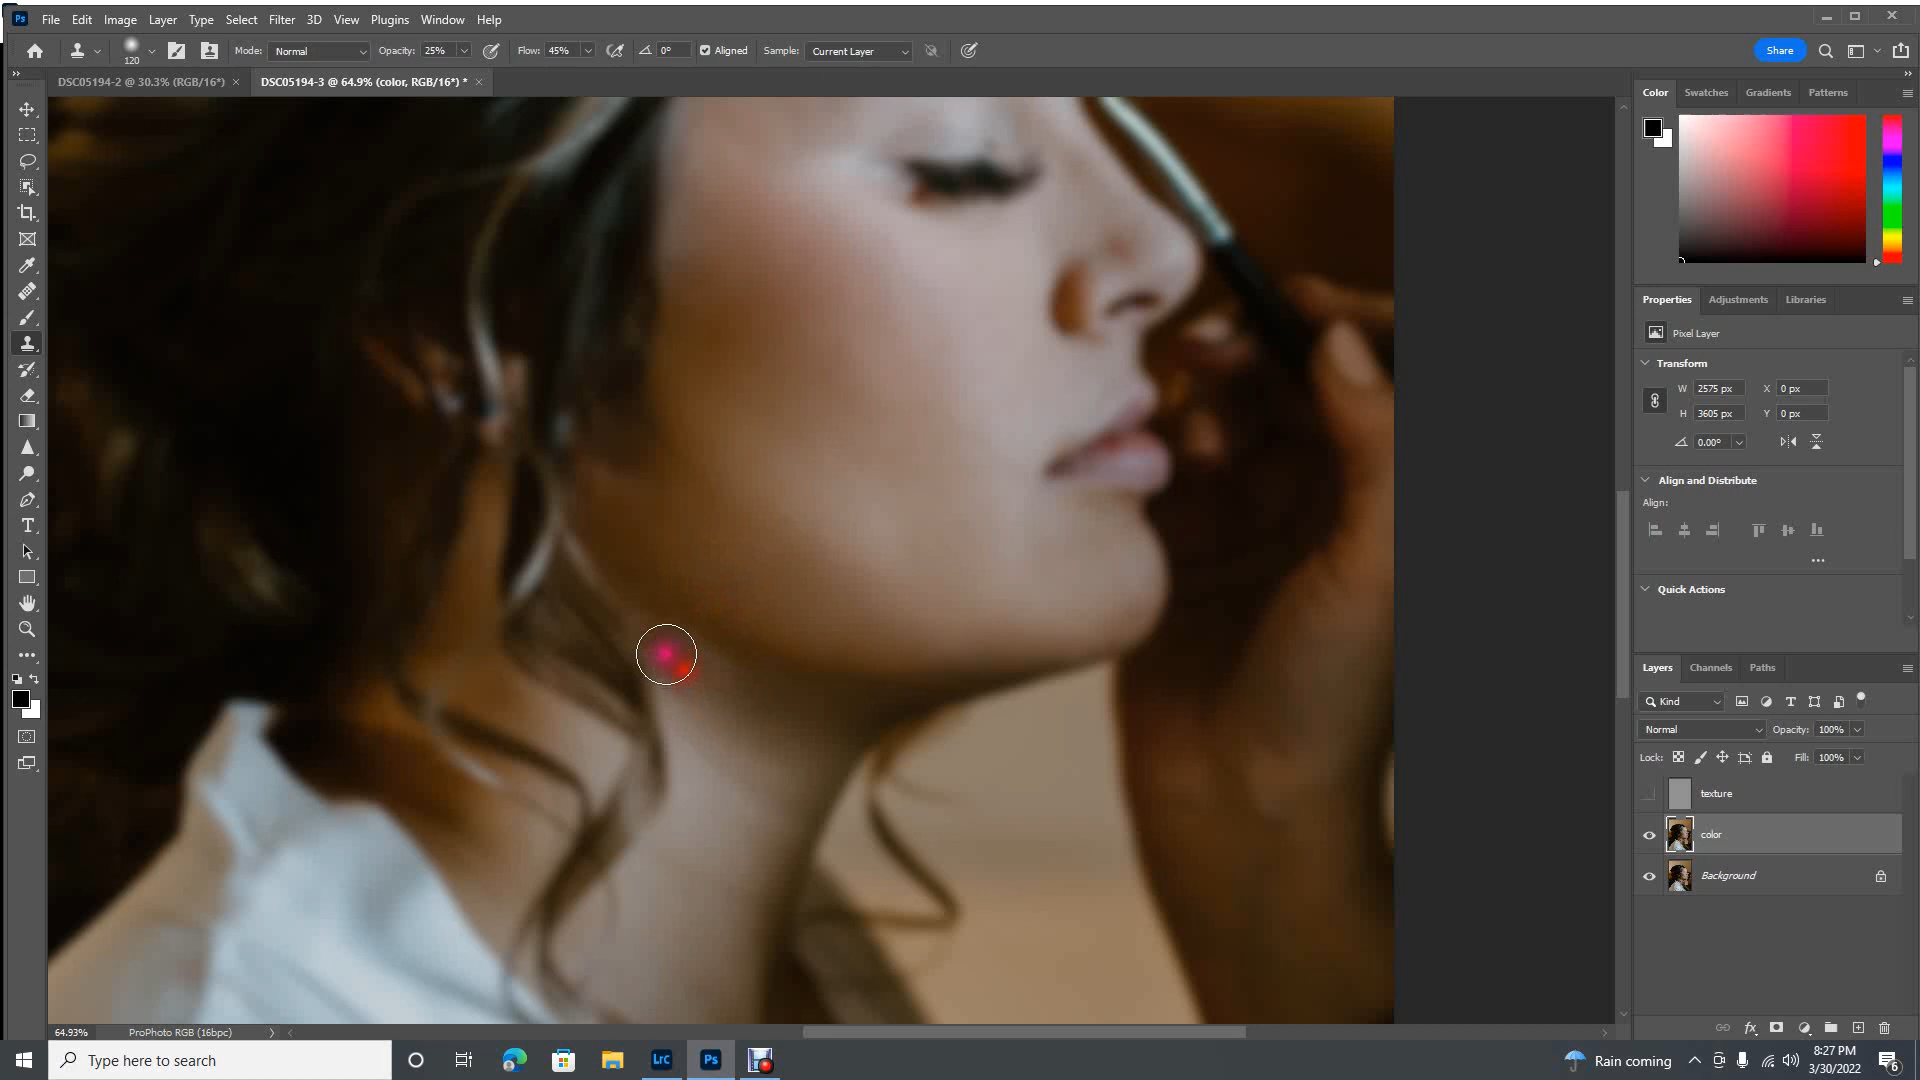 Ps File Edit Image Layer Type Select Filter 3D View Plugins Window Help
120 Mode: Normal Opacity: 25% Flow: 45% 0° Aligned Sample: Current Layer Share
DSC05194-2 @ 30.3% (RGB/16*) × DSC05194-3 @ 64.9% (color, RGB/16*) * ×
Color Swatches Gradients Patterns
Properties Adjustments Libraries
Pixel Layer
Transform
W 2575 px X 0 px
H 3605 px Y 0 px
0.00°
Align and Distribute
Align:
Quick Actions
Layers Channels Paths
Kind
Normal Opacity: 100%
Lock: Fill: 100%
texture
color
Background
64.93% ProPhoto RGB (16bpc)
Type here to search
LrC Ps
Rain coming
8:27 PM
3/30/2022
6